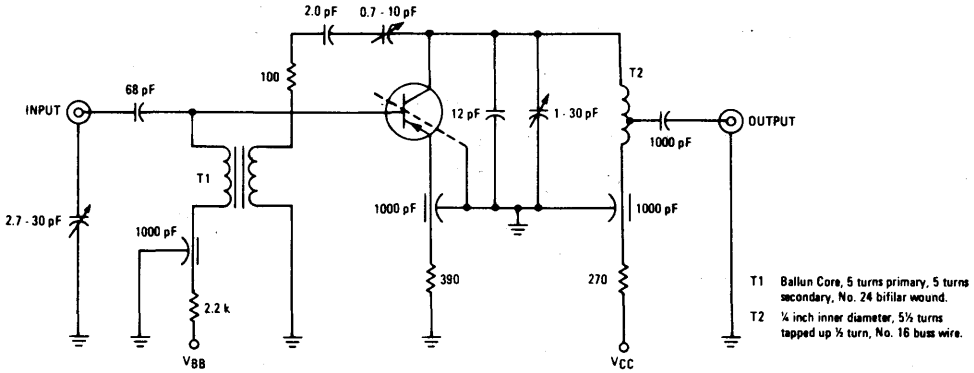 2.0 pF
0.7 - 10 pF
T2
100
68 pF
INPUT
12 pF
1 - 30 pF
OUTPUT
1000 pF
T1
2.7 - 30 pF
1000 pF
1000 pF
1000 pF
390
270
2.2 k
VBB
VCC
T1 Ballun Core, 5 turns primary, 5 turns
secondary, No. 24 bifilar wound.
T2 ¼ inch inner diameter, 5½ turns
tapped up ½ turn, No. 16 buss wire.